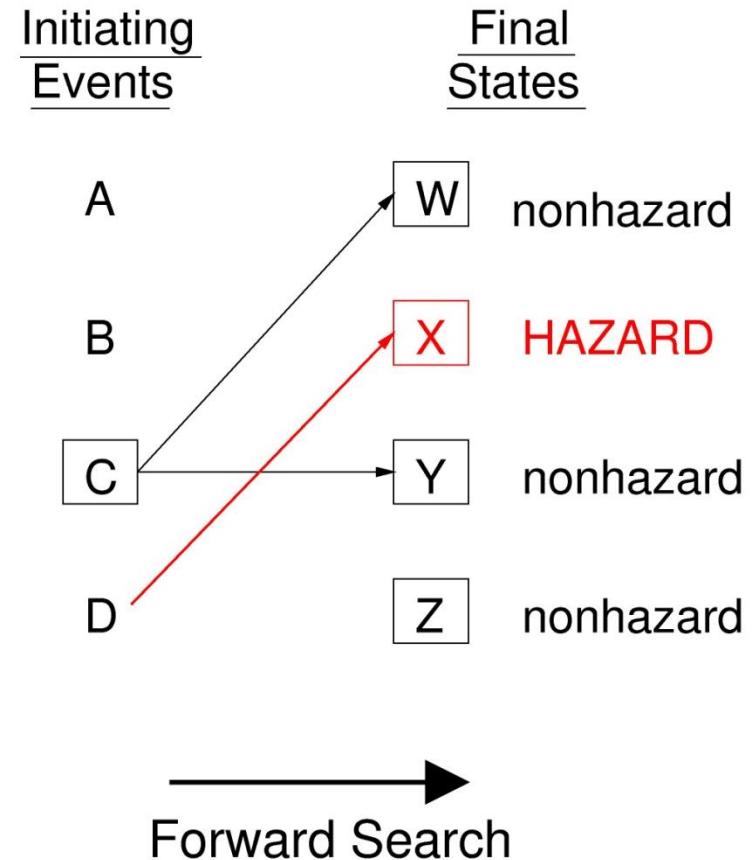 Initiating Final
Events States
A W nonhazard
B X HAZARD
C Y nonhazard
D Z nonhazard
Forward Search